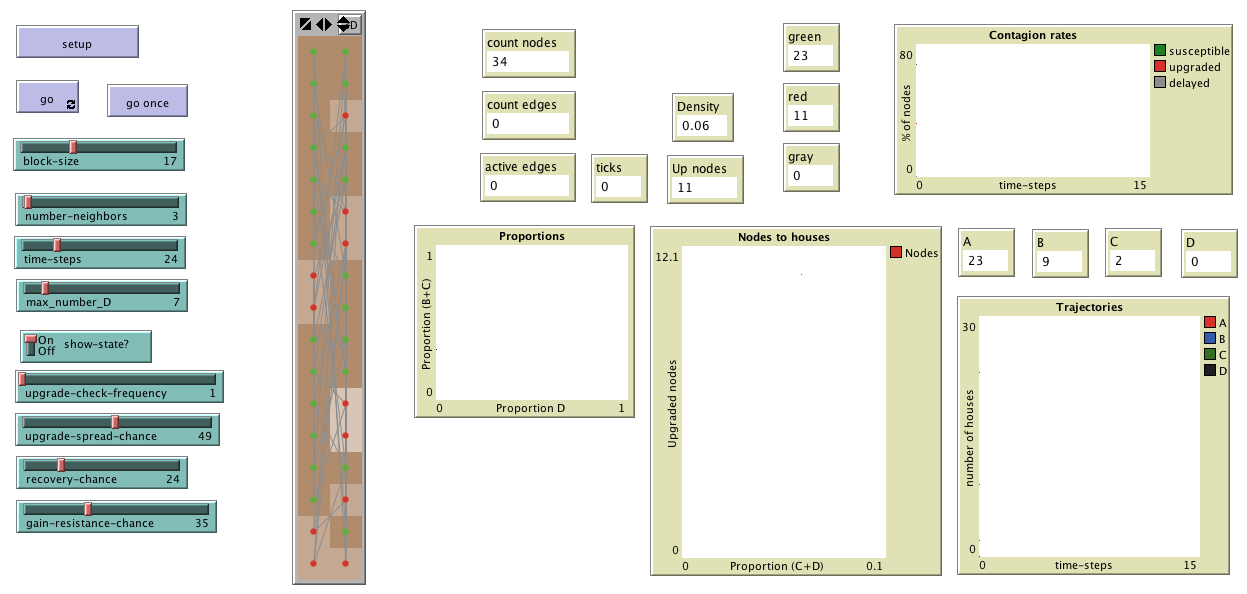 setup
go
go once
block-size 17
number-neighbors 3
time-steps 24
max_number_D 7
On
Off
show-state?
upgrade-check-frequency 1
upgrade-spread-chance 49
recovery-chance 24
gain-resistance-chance 35
D
count nodes
34
count edges
0
active edges
0
ticks
0
Density
0.06
Up nodes
11
green
23
red
11
gray
0
Contagion rates
80
% of nodes
0
0 time-steps 15
susceptible
upgraded
delayed
Proportions
1
Proportion (B+C)
0
0 Proportion D 1
Nodes to houses
12.1
Upgraded nodes
0
0 Proportion (C+D) 0.1
Nodes
A
23
B
9
C
2
D
0
Trajectories
30
number of houses
0
0 time-steps 15
A
B
C
D